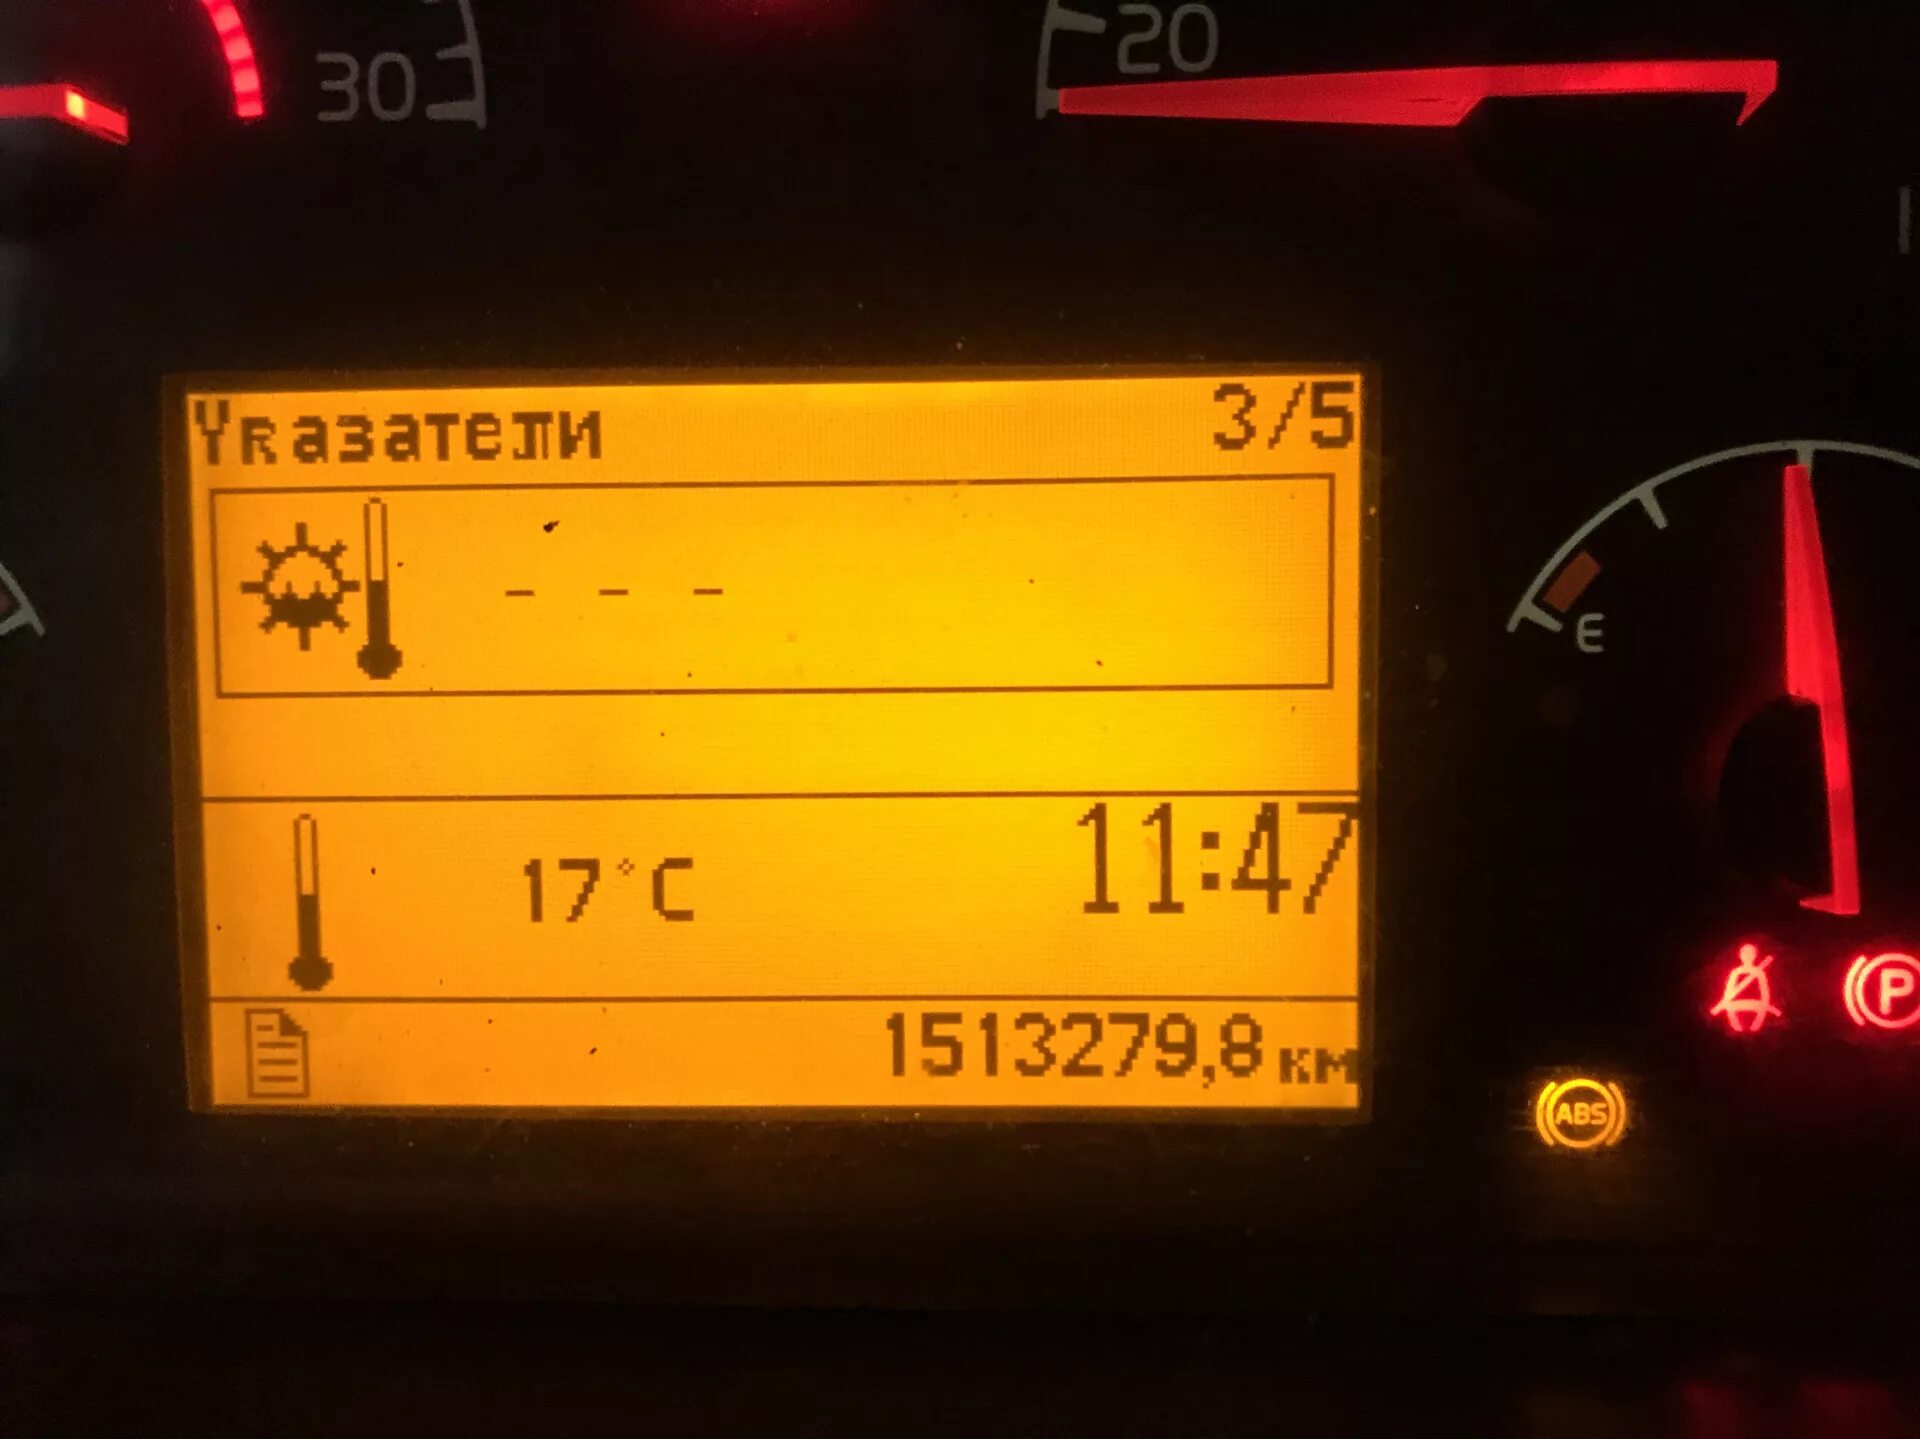 30
20
Указатели 3/5
- - -
E
17°C 11:47
1513279,8 км
P
ABS